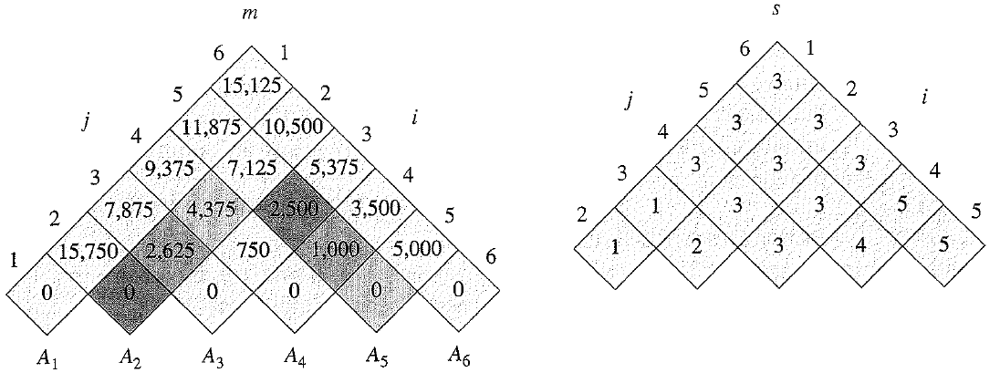 m
6 1
15,125
5 2
11,875 10,500
j i
4 3
9,375 7,125 5,375
3 4
7,875 4,375 2,500 3,500
2 5
15,750 2,625 750 1,000 5,000
1 6
0 0 0 0 0 0
A1 A2 A3 A4 A5 A6
s
6 1
3
5 2
j i
3 3
4 3
3 3 3
3 4
1 3 3 5
2 5
1 2 3 4 5